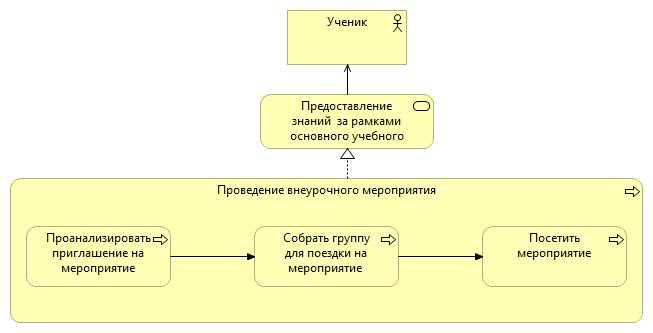 Ученик
Предоставление
знаний за рамками
основного учебного
Проведение внеурочного мероприятия
Проанализировать
приглашение на
мероприятие
Собрать группу
для поездки на
мероприятие
Посетить
мероприятие